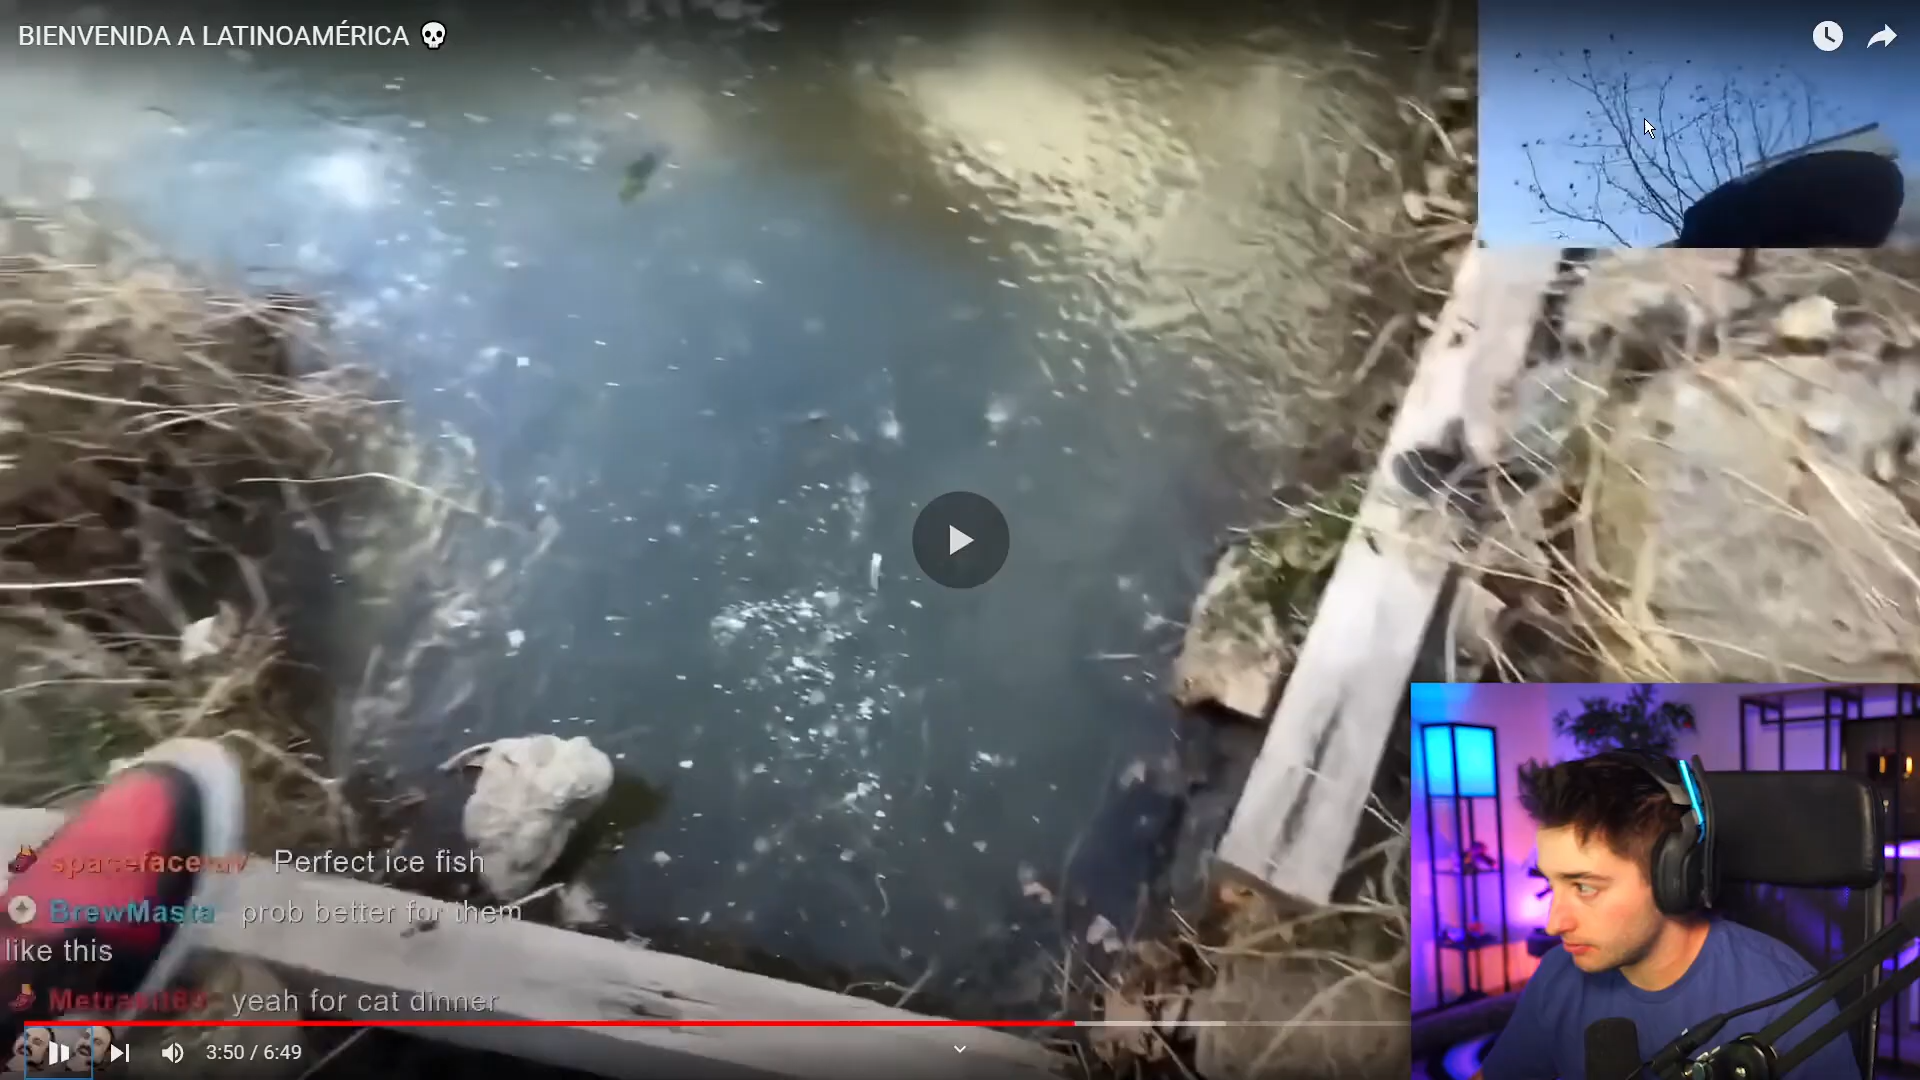 BIENVENIDA A LATINOAMÉRICA 💀
Perfect ice fish
BrewMasta prob better for them
like this
yeah for cat dinner
3:50 / 6:49